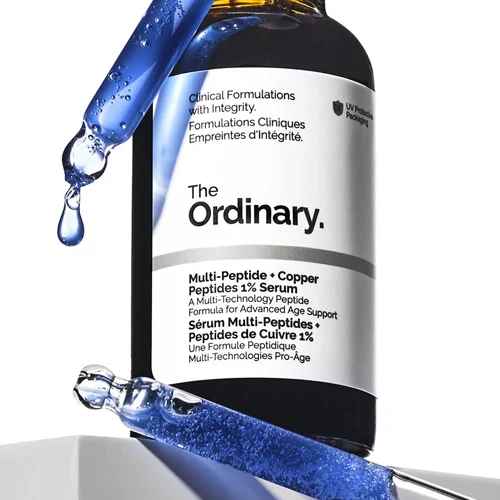 Clinical Formulations
with Integrity.
Formulations Cliniques
Empreintes d'Intégrité.
UV Protective
Packaging
The
Ordinary.
Multi-Peptide + Copper
Peptides 1% Serum
A Multi-Technology Peptide
Formula for Advanced Age Support
Sérum Multi-Peptides +
Peptides de Cuivre 1%
Une Formule Peptidique
Multi-Technologies Pro-Âge